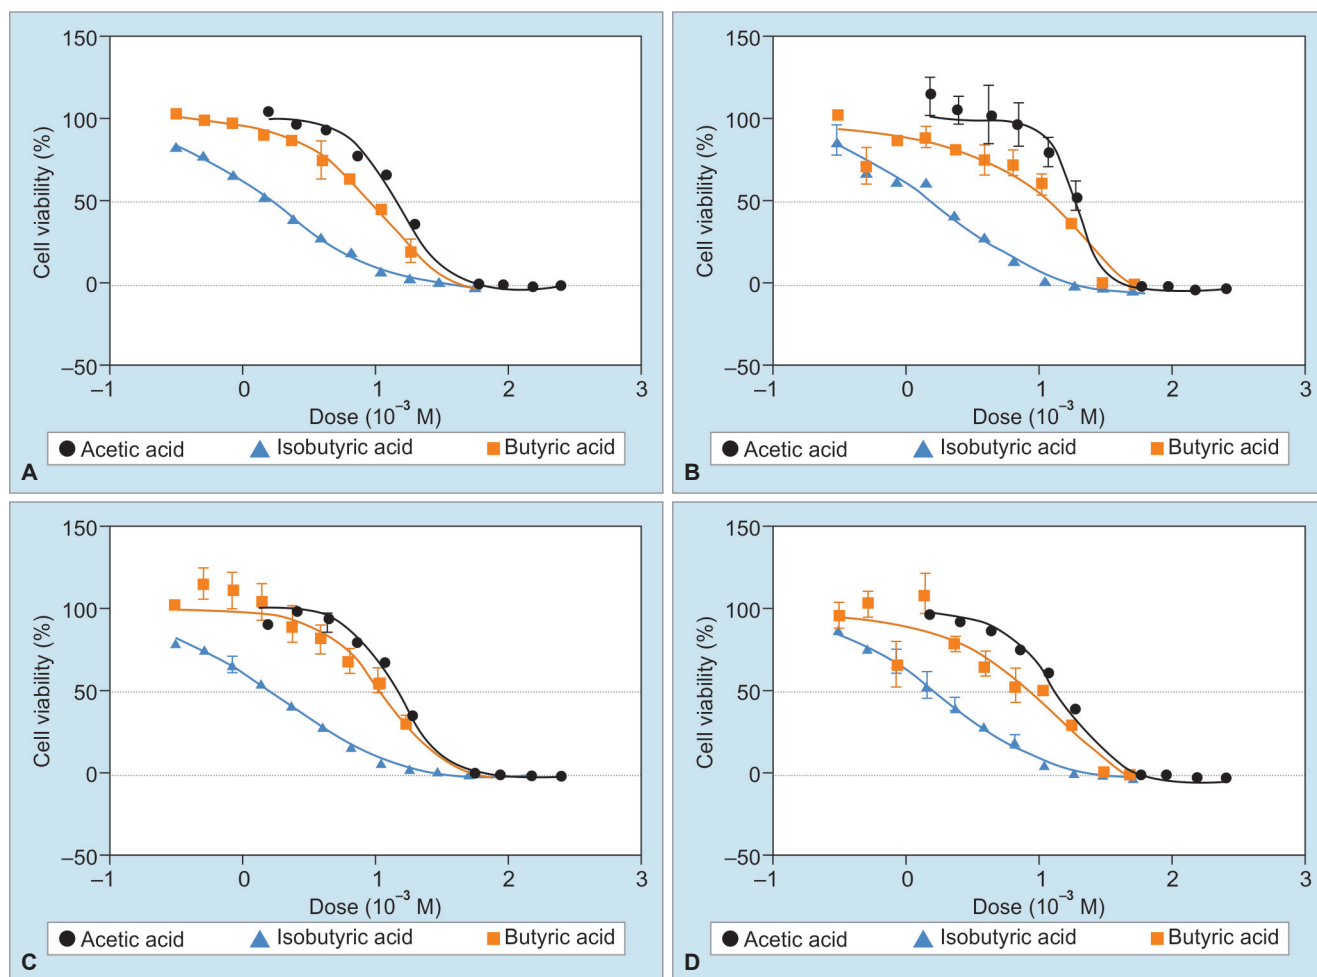 150
100
50
0
–50
Cell viability (%)
–1 0 1 2 3
Dose (10⁻³ M)
Acetic acid Isobutyric acid Butyric acid
A
150
100
50
0
–50
Cell viability (%)
–1 0 1 2 3
Dose (10⁻³ M)
Acetic acid Isobutyric acid Butyric acid
B
150
100
50
0
–50
Cell viability (%)
–1 0 1 2 3
Dose (10⁻³ M)
Acetic acid Isobutyric acid Butyric acid
C
150
100
50
0
–50
Cell viability (%)
–1 0 1 2 3
Dose (10⁻³ M)
Acetic acid Isobutyric acid Butyric acid
D